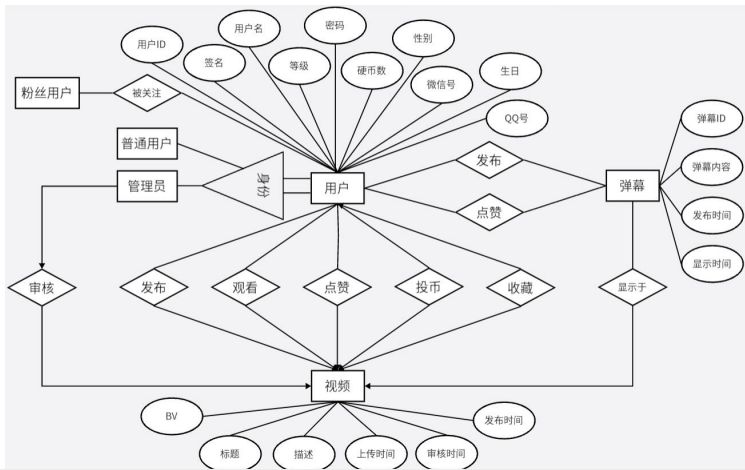 用户名
密码
性别
用户ID
签名
等级
硬币数
微信号
生日
QQ号
粉丝用户
被关注
普通用户
管理员
身份
用户
发布
点赞
弹幕
弹幕ID
弹幕内容
发布时间
显示时间
审核
发布
观看
点赞
投币
收藏
显示于
视频
BV
标题
描述
上传时间
审核时间
发布时间